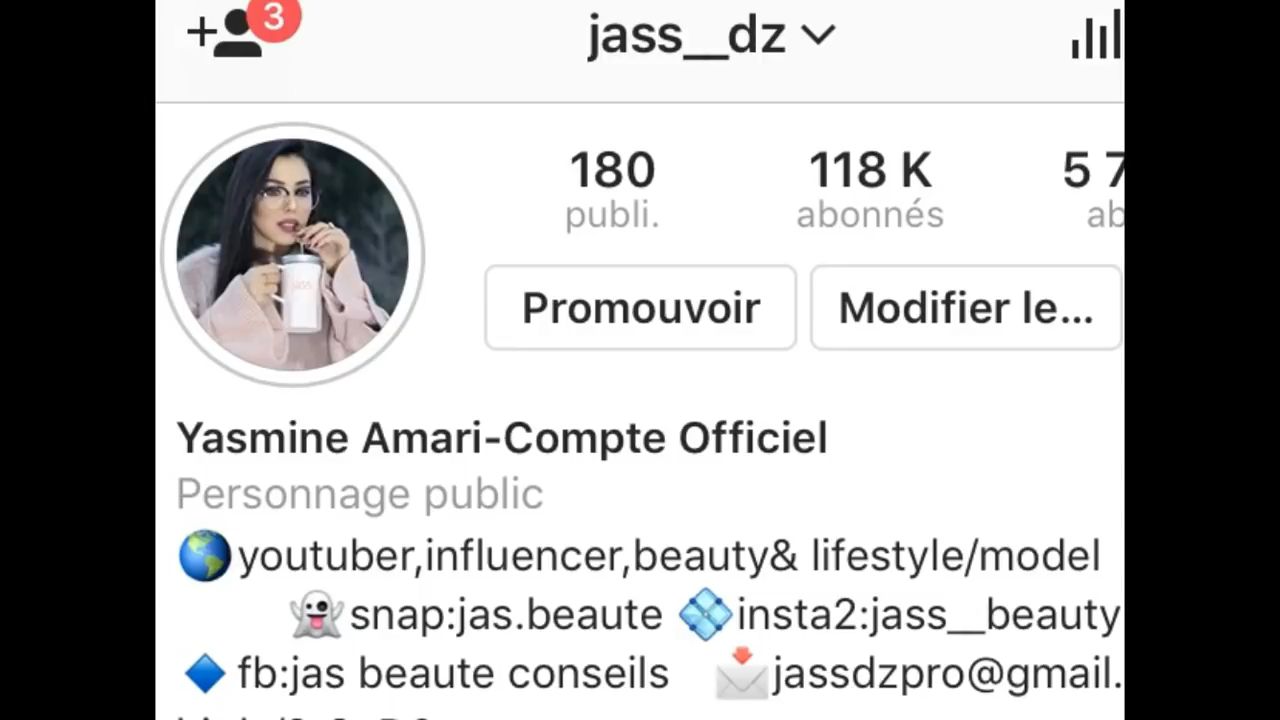 3
jass__dz
180
118 K
5 7
publi.
abonnés
ab
Promouvoir
Modifier le...
Yasmine Amari-Compte Officiel
Personnage public
youtuber,influencer,beauty& lifestyle/model
snap:jas.beaute 💠insta2:jass__beauty
fb:jas beaute conseils 📩jassdzpro@gmail.